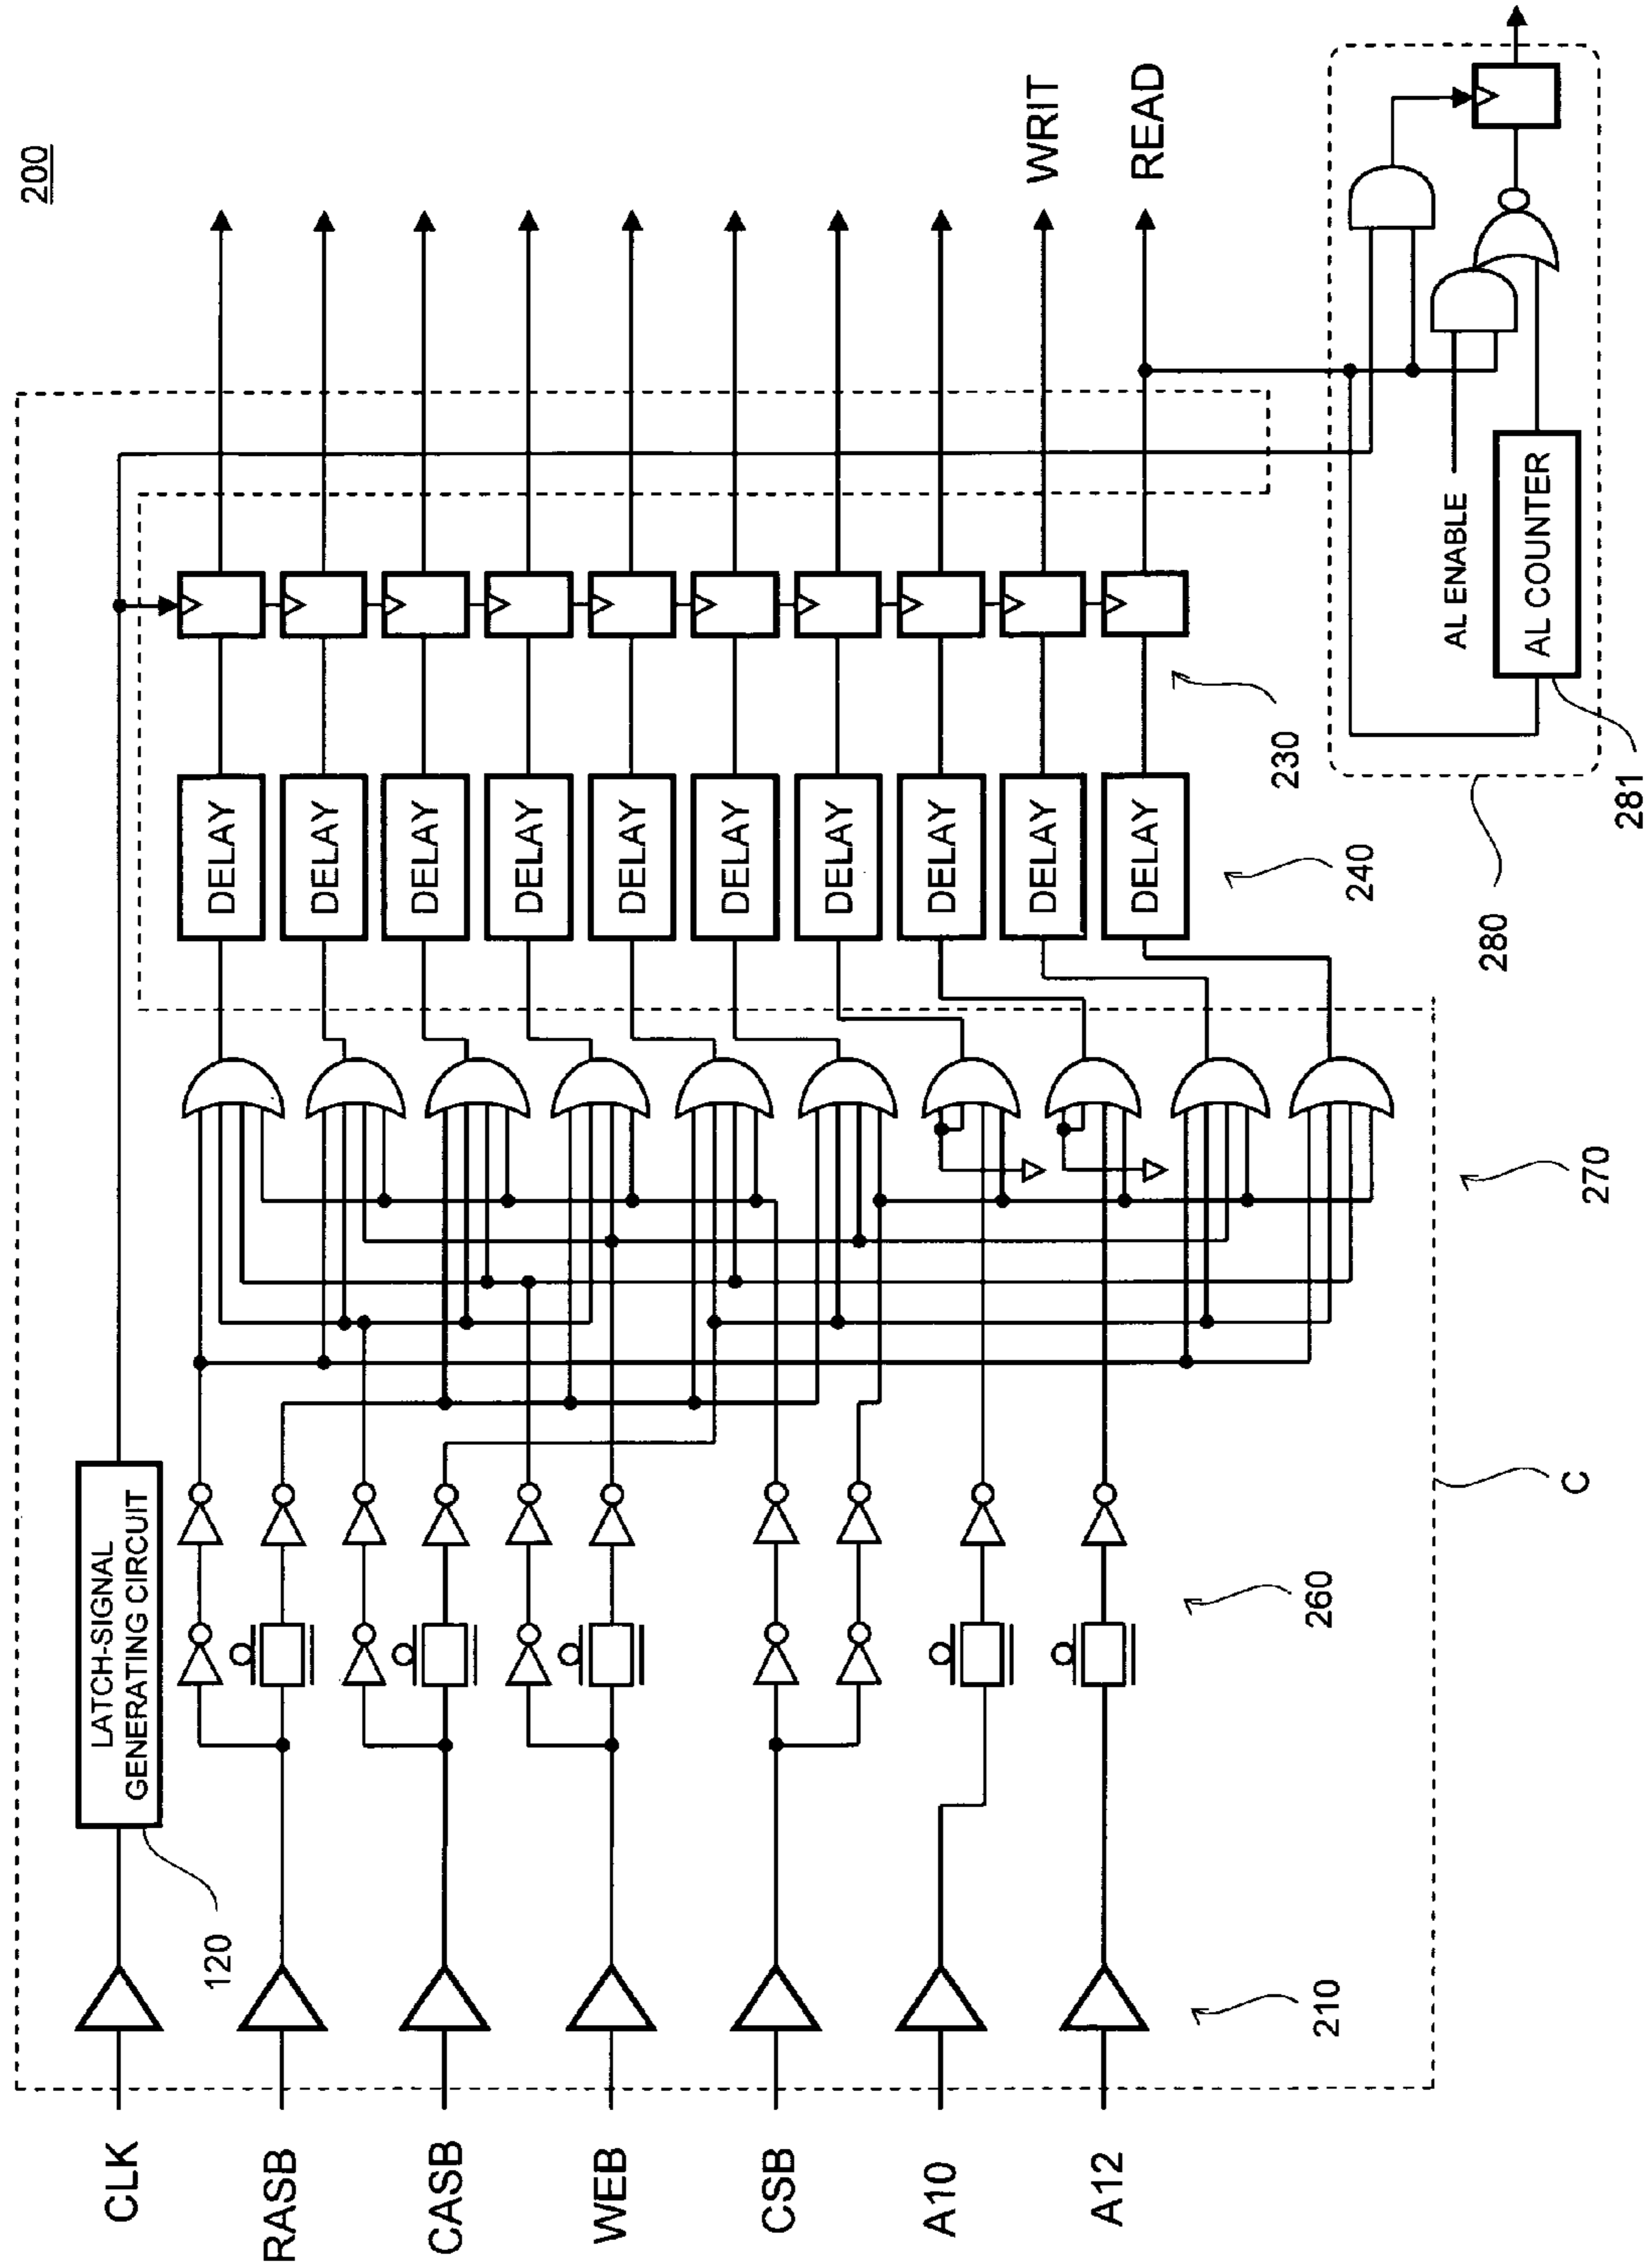 200
CLK
RASB
CASB
WEB
CSB
A10
A12
210
120
LATCH-SIGNAL
GENERATING CIRCUIT
260
C
270
DELAY
DELAY
DELAY
DELAY
DELAY
DELAY
DELAY
DELAY
DELAY
DELAY
240
230
WRIT
READ
280
281
AL COUNTER
AL ENABLE